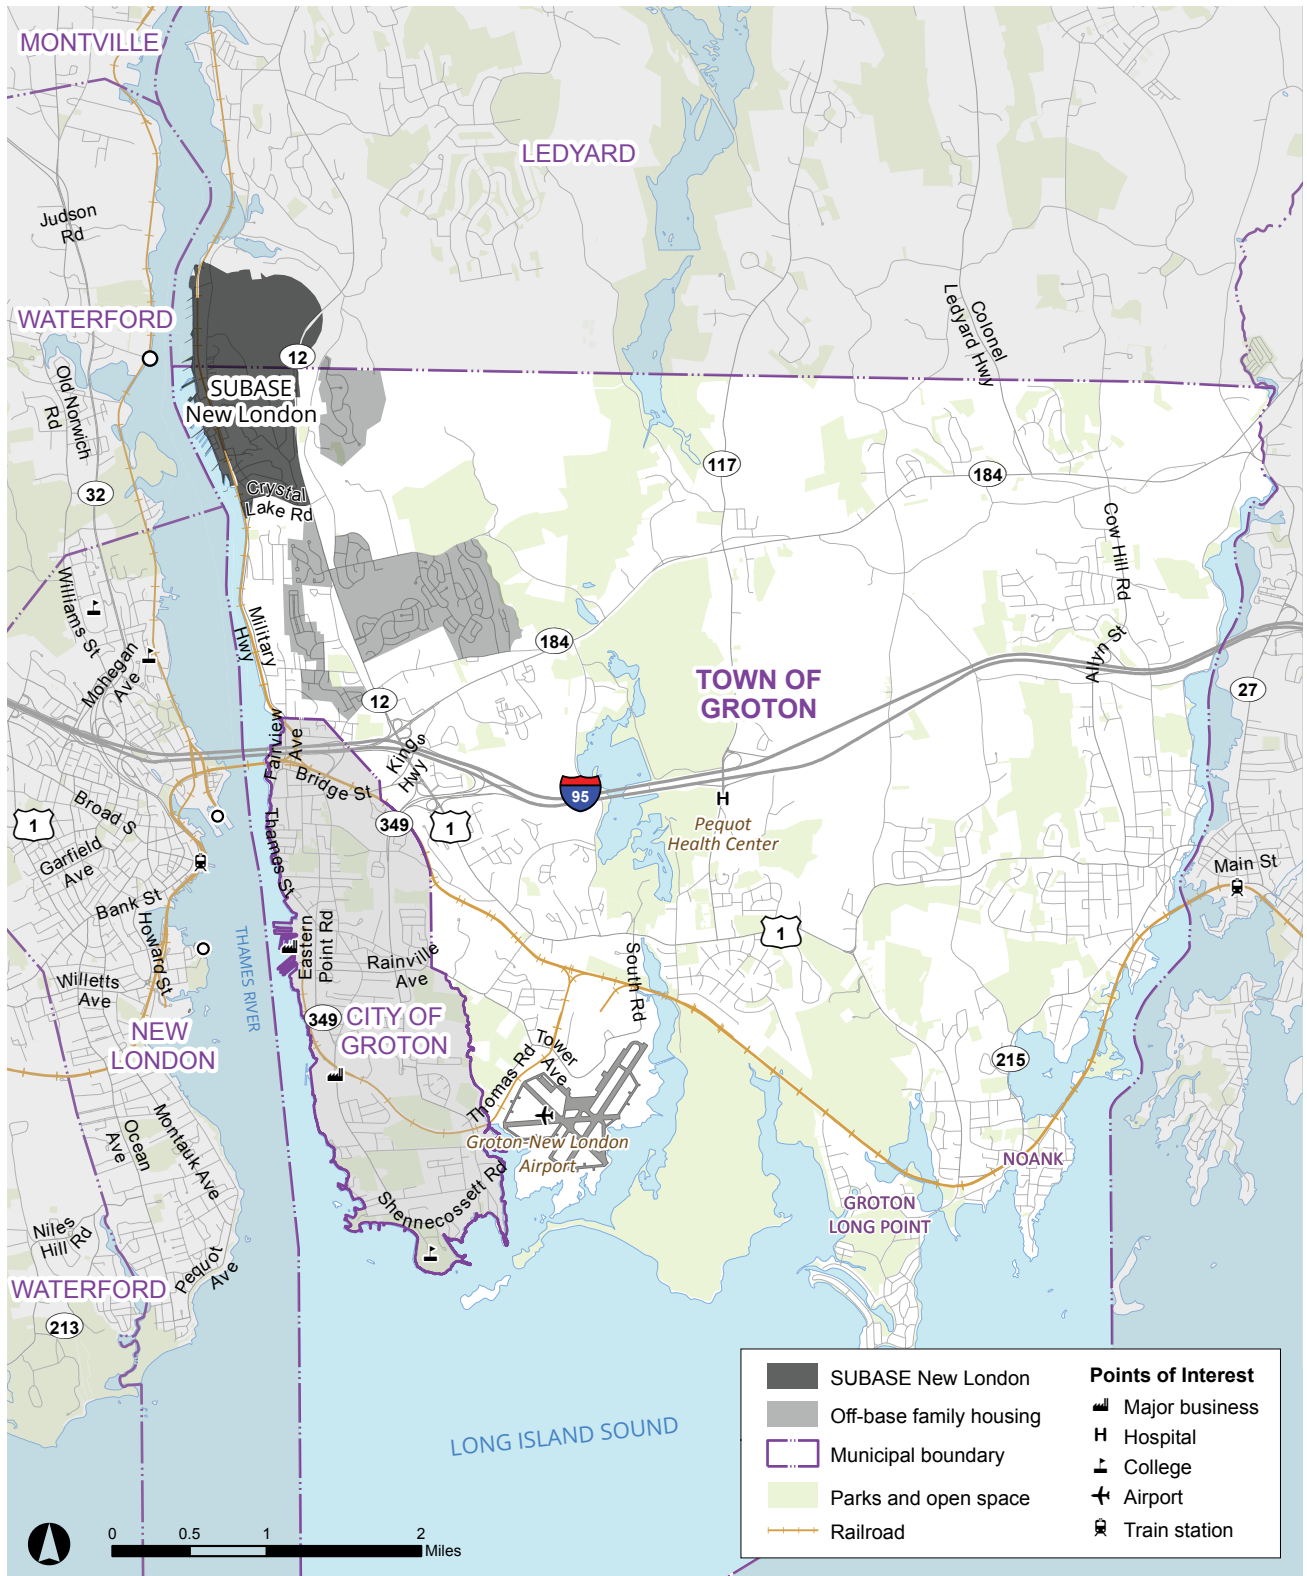 MONTVILLE
LEDYARD
Judson
Rd
WATERFORD
Colonel
Ledyard Hwy
12
SUBASE
New London
Old Norwich
Rd
117
184
32
Crystal
Lake Rd
Cow Hill Rd
Williams St
Military
Hwy
184
Allyn St
Mohegan
Ave
TOWN OF
GROTON
27
12
Fairview
Ave
Kings
Hwy
Bridge St
95
H
Broad S
1
349
1
Pequot
Health Center
Thames St
Garfield
Ave
Main St
Bank St
Howard St
Eastern
Point Rd
1
THAMES RIVER
Rainville
Ave
South Rd
Willetts
Ave
349
CITY OF
GROTON
NEW
LONDON
Tower
Ave
Thomas Rd
215
Montauk Ave
Ocean
Ave
Groton-New London
Airport
NOANK
Shennecossett Rd
GROTON
LONG POINT
Niles
Hill Rd
Pequot
Ave
WATERFORD
213
LONG ISLAND SOUND
SUBASE New London
Off-base family housing
Municipal boundary
Parks and open space
Railroad
Points of Interest
Major business
H Hospital
College
Airport
Train station
0 0.5 1 2
Miles